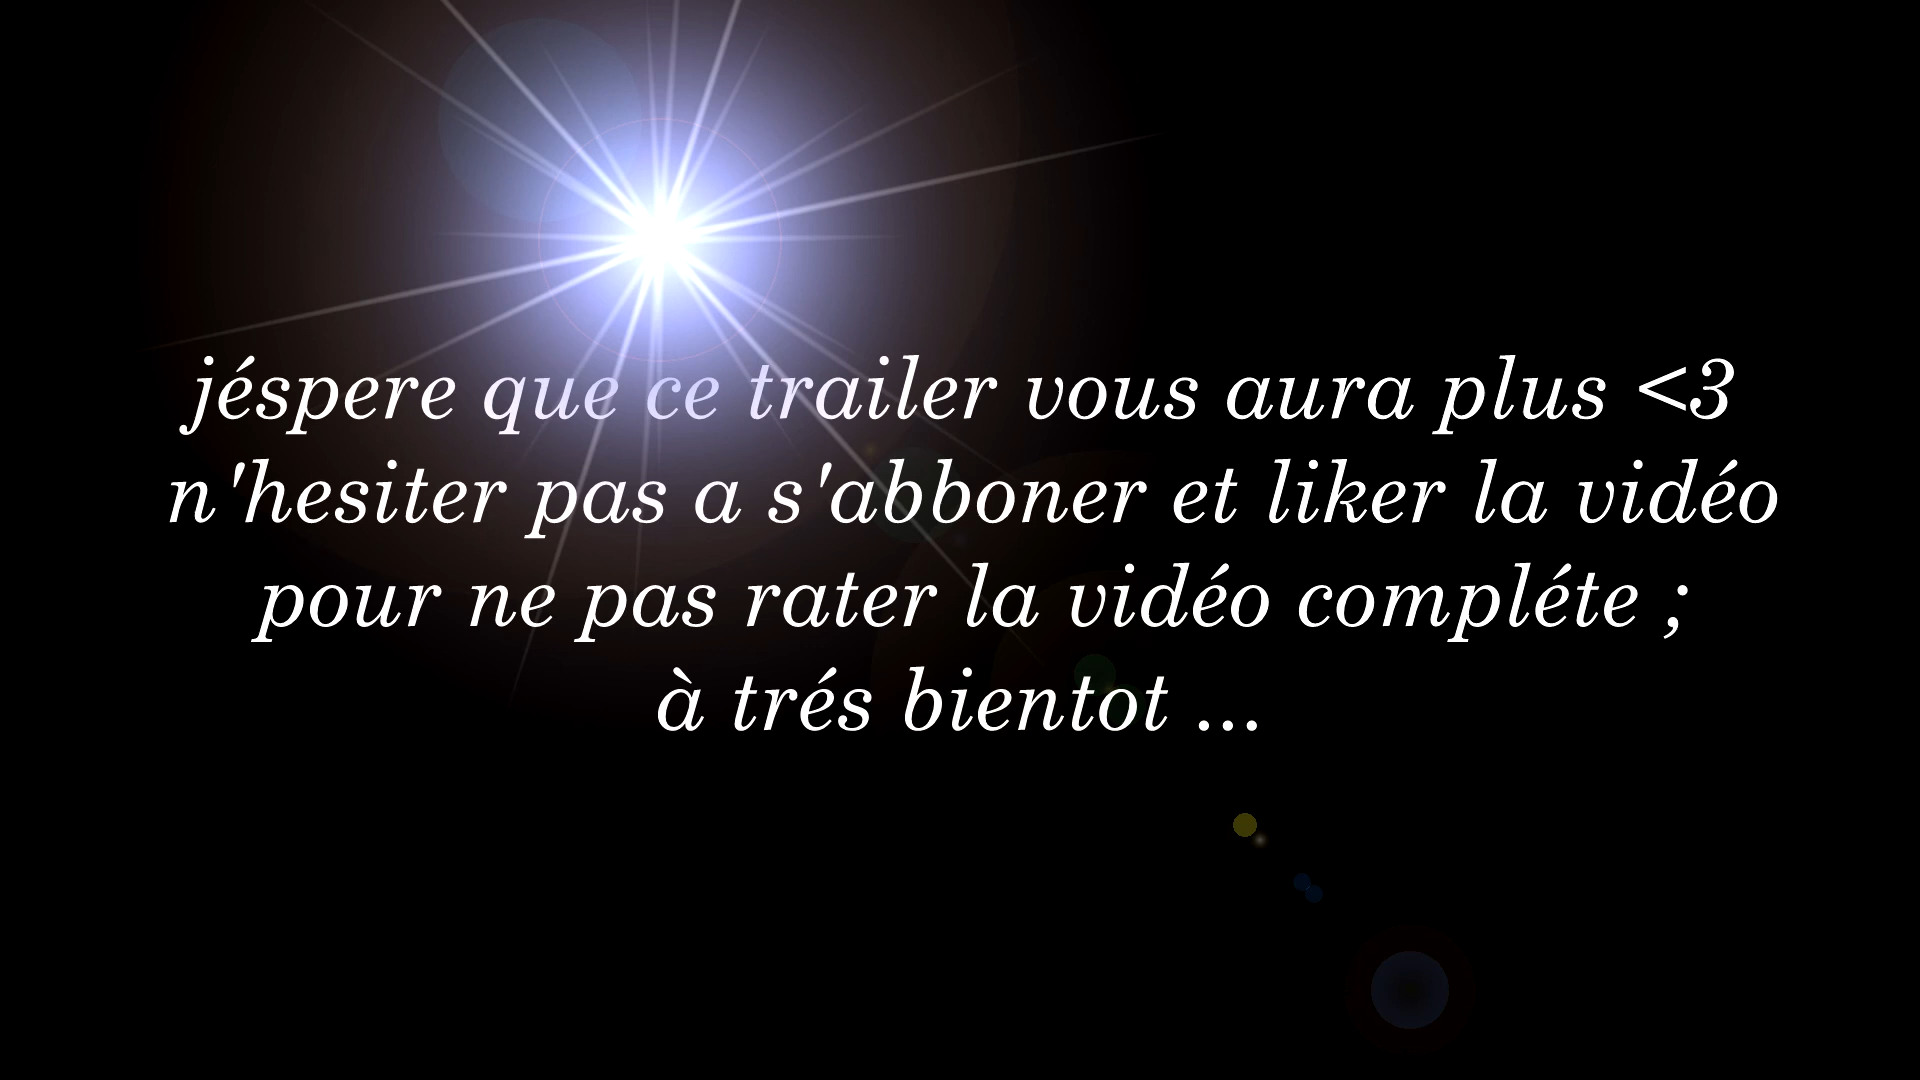 jéspere que ce trailer vous aura plus <3
n'hesiter pas a s'abboner et liker la vidéo
pour ne pas rater la vidéo compléte ;
à trés bientot ...